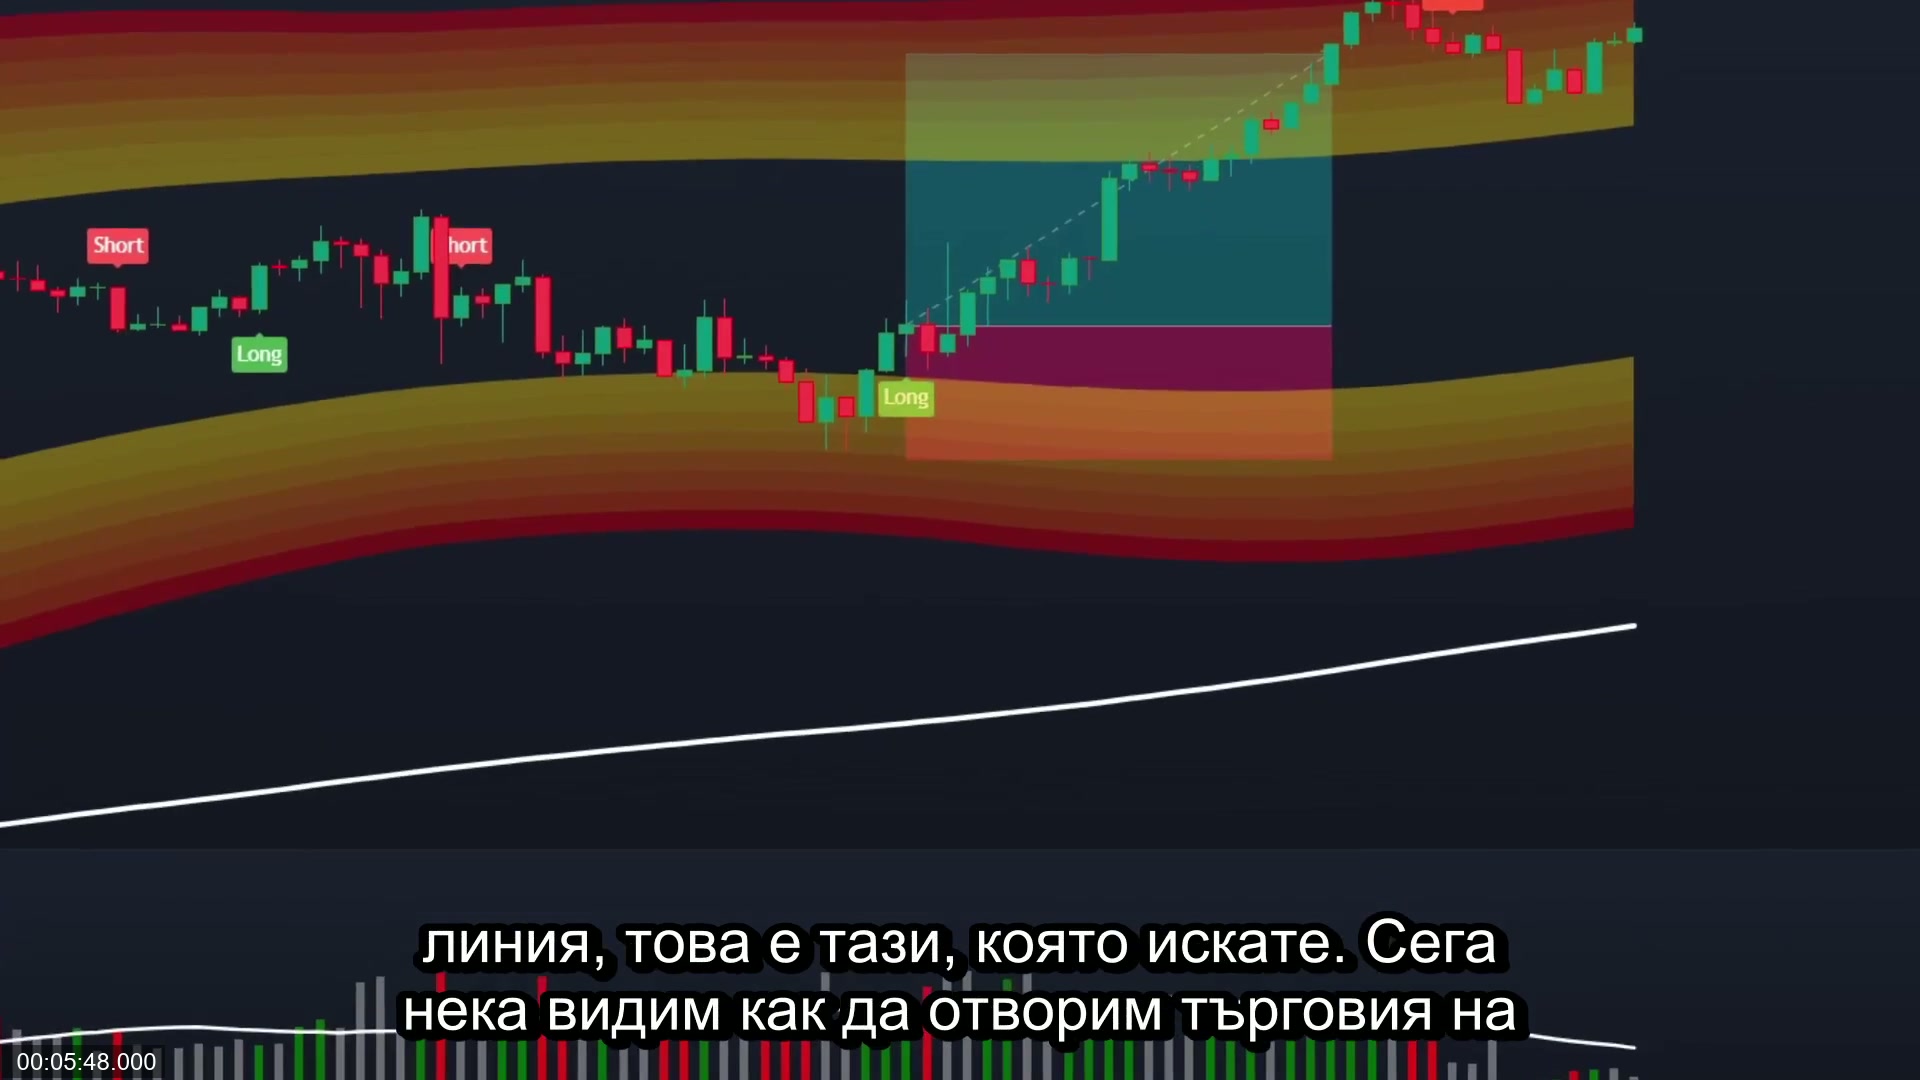 Short
hort
Long
Long
линия, това е тази, която искате. Сега
нека видим как да отворим търговия на
00:05:48.000